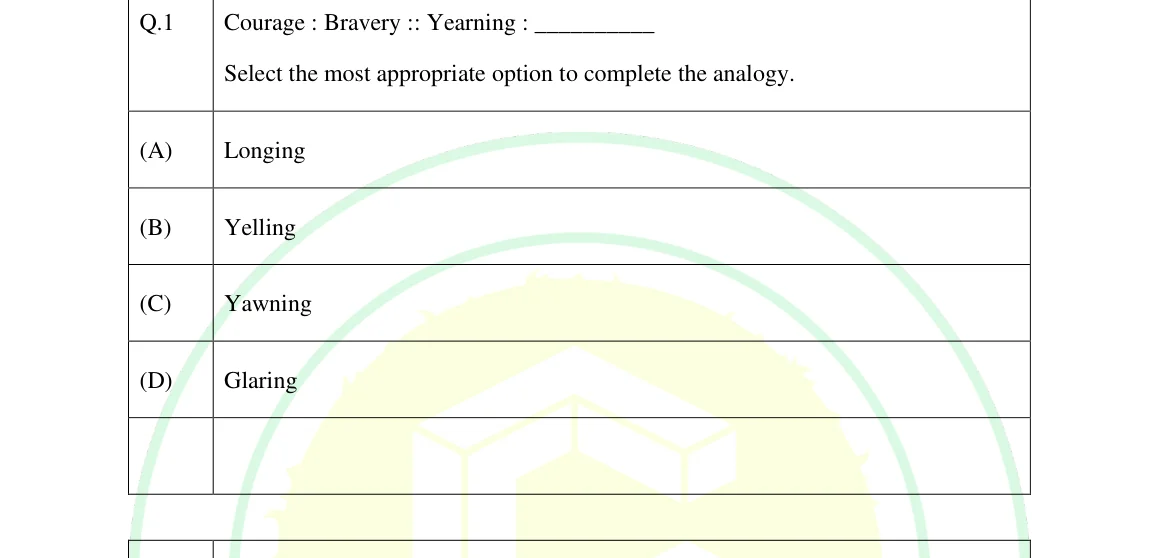 Q.1 Courage : Bravery :: Yearning : __________
Select the most appropriate option to complete the analogy.
(A) Longing
(B) Yelling
(C) Yawning
(D) Glaring